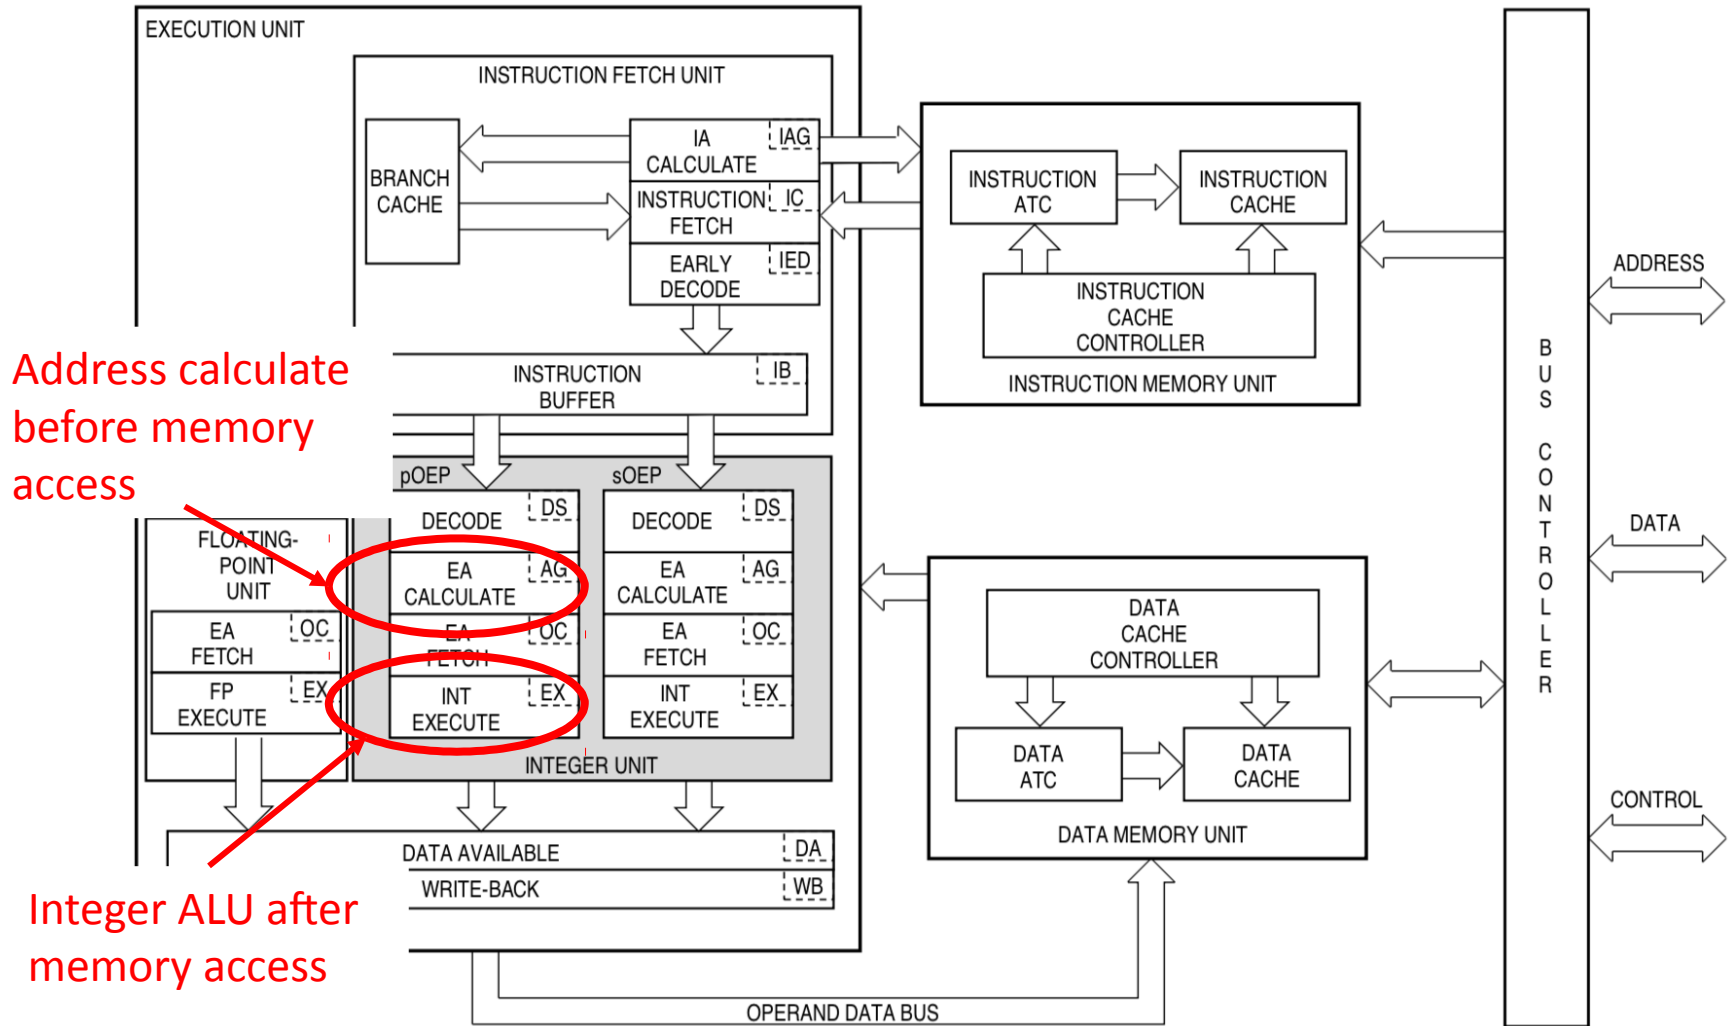 EXECUTION UNIT
INSTRUCTION FETCH UNIT
BRANCH
CACHE
IA
CALCULATE
IAG
INSTRUCTION
FETCH
IC
EARLY
DECODE
IED
INSTRUCTION
BUFFER
IB
INSTRUCTION
ATC
INSTRUCTION
CACHE
INSTRUCTION
CACHE
CONTROLLER
INSTRUCTION MEMORY UNIT
Address calculate
before memory
access
pOEP
DECODE
DS
EA
CALCULATE
AG
EA
FETCH
OC
INT
EXECUTE
EX
sOEP
DECODE
DS
EA
CALCULATE
AG
EA
FETCH
OC
INT
EXECUTE
EX
INTEGER UNIT
FLOATING-
POINT
UNIT
EA
FETCH
OC
FP
EXECUTE
EX
DATA AVAILABLE
DA
WRITE-BACK
WB
Integer ALU after
memory access
DATA
CACHE
CONTROLLER
DATA
ATC
DATA
CACHE
DATA MEMORY UNIT
OPERAND DATA BUS
BUS CONTROLLER
ADDRESS
DATA
CONTROL